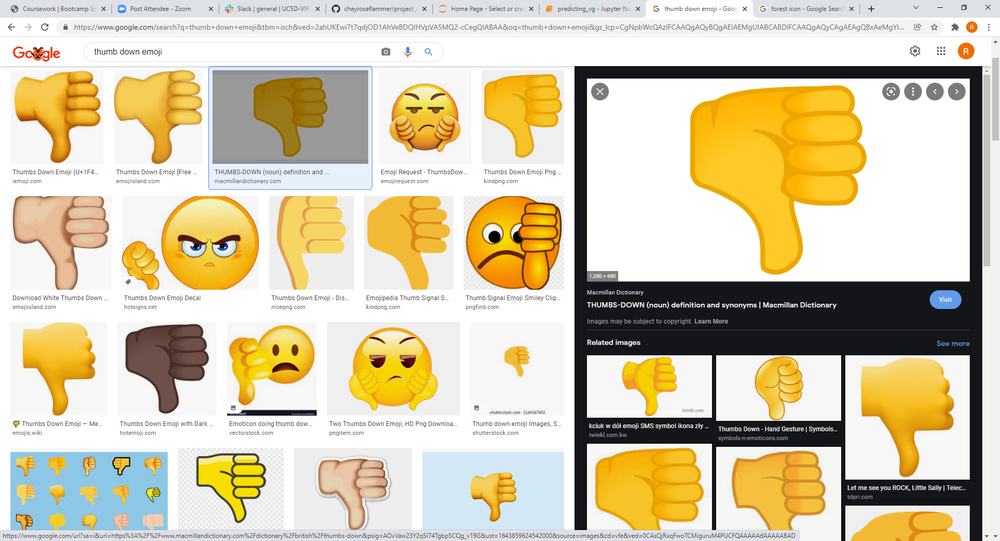 Coursework | Bootcamp Sp
Post Attendee - Zoom
Slack | general | UCSD-VIR
cheyroseflammer/project_4
Home Page - Select or crea
predicting_vg - Jupyter No
thumb down emoji - Goog
forest icon - Google Search
https://www.google.com/search?q=thumb+down+emoji&tbm=isch&ved=2ahUKEwi7t7qdjOD1AhVeBDQIHVpVA5MQ2-cCegQIABAA&oq=thumb+down+emoji&gs_lcp=CgNpbWcQAzIFCAAQgAQyBQgAEIAEMgUIABCABDIFCAAQgAQyCAgAEAgQBxAeMgYI...
R
Google
thumb down emoji
R
Thumbs Down Emoji (U+1F4...
iemoji.com
Thumbs Down Emoji [Free ...
emojiisland.com
THUMBS-DOWN (noun) definition and ...
macmillandictionary.com
Emoji Request - ThumbsDow...
emojirequest.com
Thumbs Down Emoji Png ...
kindpng.com
Download White Thumbs Down ...
emojiisland.com
Thumbs Down Emoji Decal
hotsigns.net
Thumbs Down Emoji - Dis...
nicepng.com
Emojipedia Thumb Signal S...
kindpng.com
Thumb Signal Emoji Smiley Clip...
pngfind.com
shutterstock.com · 1164167692
Thumbs Down Emoji — Me...
emojis.wiki
Thumbs Down Emoji with Dark ...
hotemoji.com
Emoticon doing thumb dow...
vectorstock.com
Two Thumbs Down Emoji, HD Png Downloa...
pngitem.com
Thumb down emoji Images, S...
shutterstock.com
1,280 × 680
Macmillan Dictionary
THUMBS-DOWN (noun) definition and synonyms | Macmillan Dictionary
Visit
Images may be subject to copyright. Learn More
Related images
See more
twinkl.com
kciuk w dół emoji SMS symbol ikona zły ...
twinkl.com.kw
Thumbs Down - Hand Gesture | Symbols...
symbols-n-emoticons.com
Let me see you ROCK, Little Sally | Telec...
tdpri.com
https://www.google.com/url?sa=i&url=https%3A%2F%2Fwww.macmillandictionary.com%2Fdictionary%2Fbritish%2Fthumbs-down&psig=AOvVaw23Y2qSI74TgbpSCQg_v19G&ust=1643859624542000&source=images&cd=vfe&ved=0CAsQjRxqFwoTCMiguruM4PUCFQAAAAAdAAAAABAD